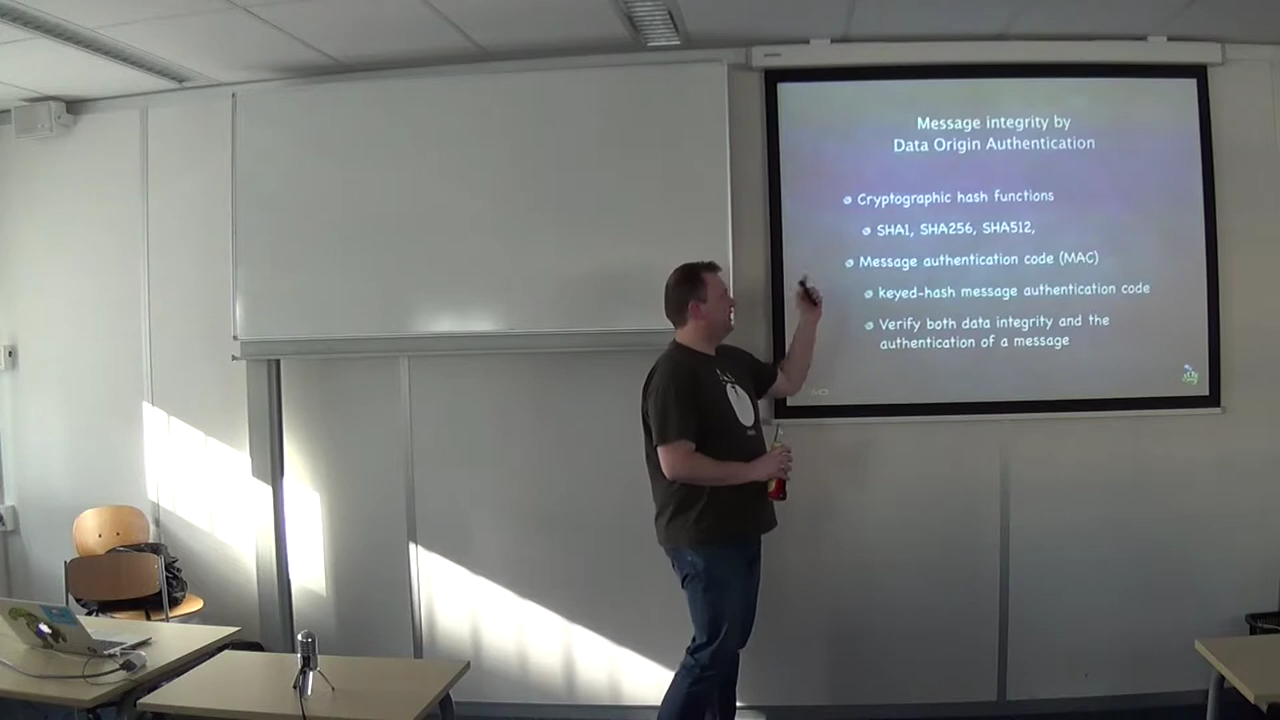 Message integrity by
Data Origin Authentication
Cryptographic hash functions
SHA1, SHA256, SHA512,
Message authentication code (MAC)
keyed-hash message authentication code
Verify both data integrity and the
authentication of a message